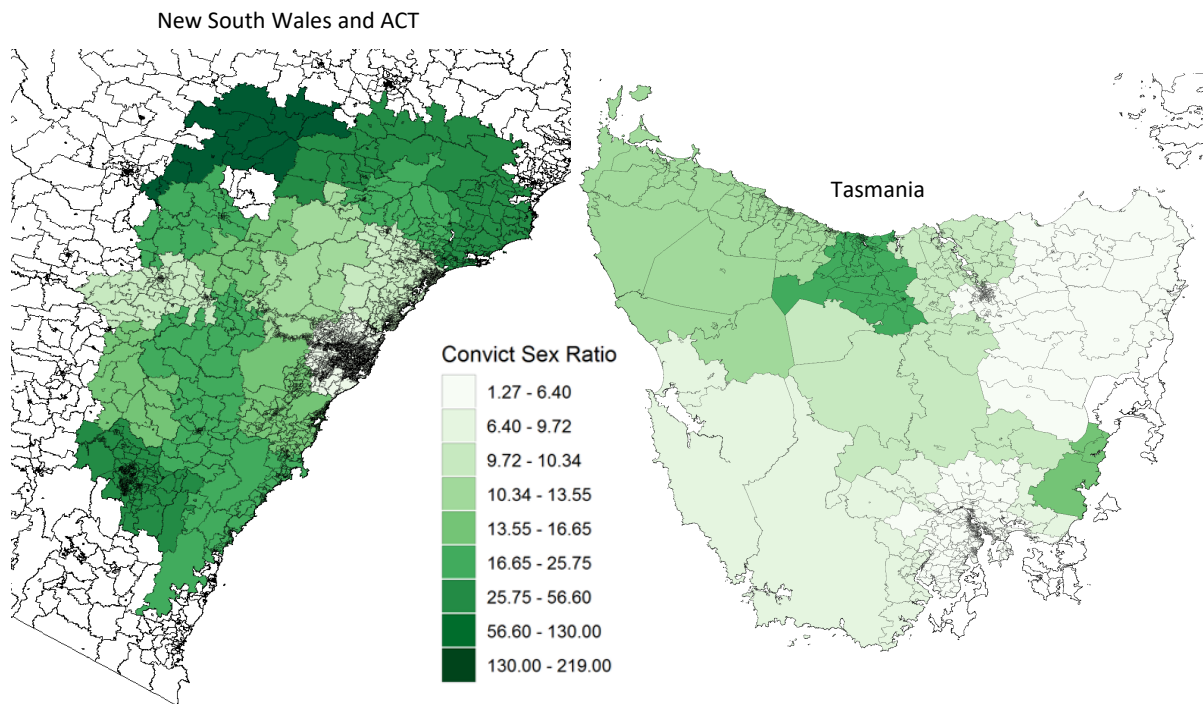 New South Wales and ACT
Tasmania
Convict Sex Ratio
1.27 - 6.40
6.40 - 9.72
9.72 - 10.34
10.34 - 13.55
13.55 - 16.65
16.65 - 25.75
25.75 - 56.60
56.60 - 130.00
130.00 - 219.00